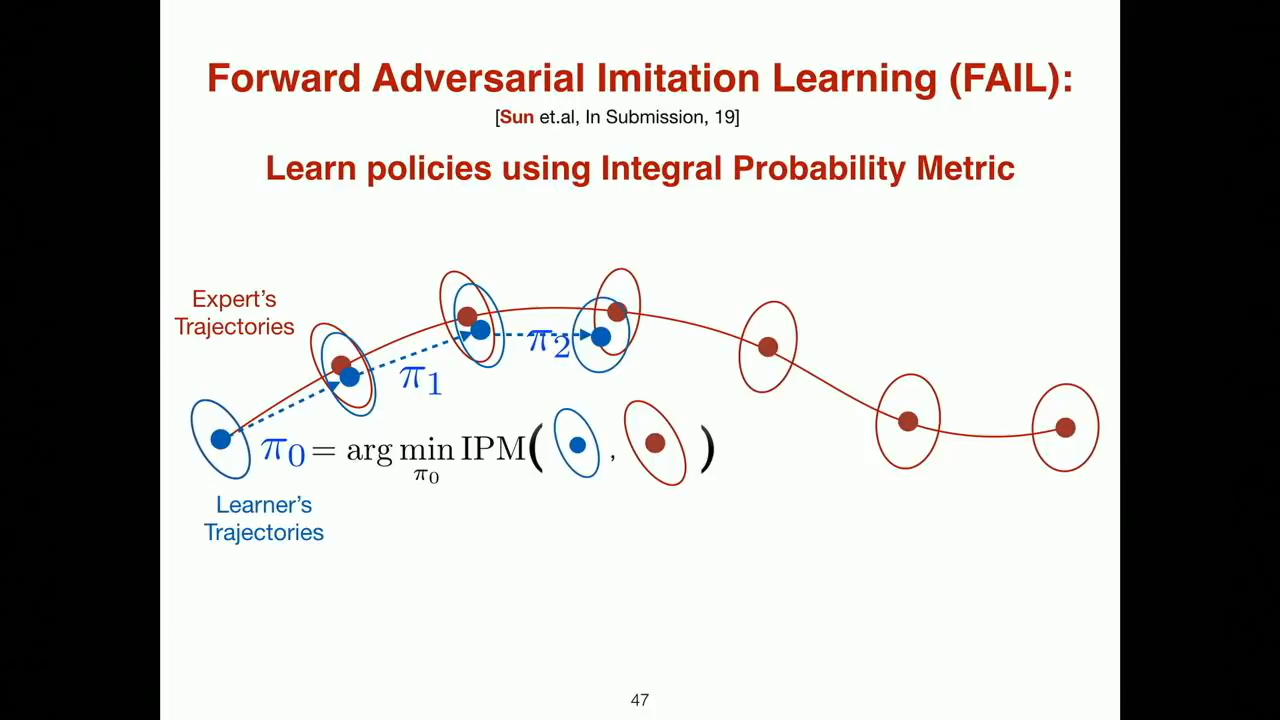 Forward Adversarial Imitation Learning (FAIL):
[Sun et.al, In Submission, 19]
Learn policies using Integral Probability Metric
Expert's
Trajectories
π2
π1
π0 = arg min IPM( , )
π0
Learner's
Trajectories
47